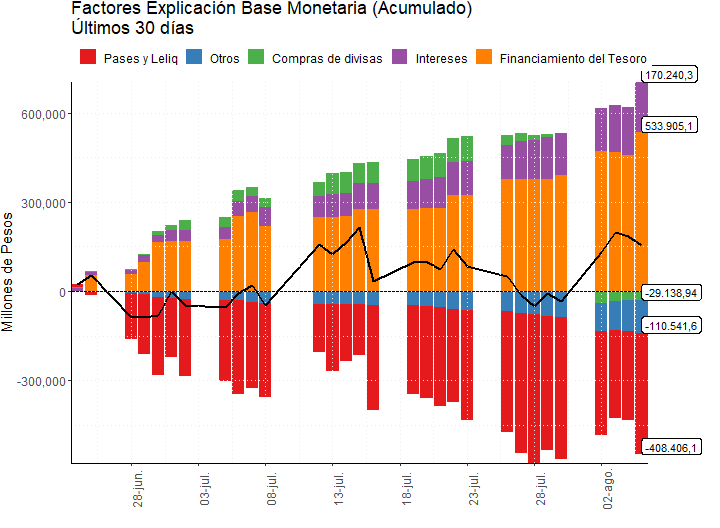 Factores Explicación Base Monetaria (Acumulado)
Últimos 30 días
Pases y Leliq Otros Compras de divisas Intereses Financiamiento del Tesoro
Millones de Pesos
600,000
300,000
0
-300,000
170.240,3
533.905,1
-29.138,94
-110.541,6
-408.406,1
28-jun.
03-jul.
08-jul.
13-jul.
18-jul.
23-jul.
28-jul.
02-ago.